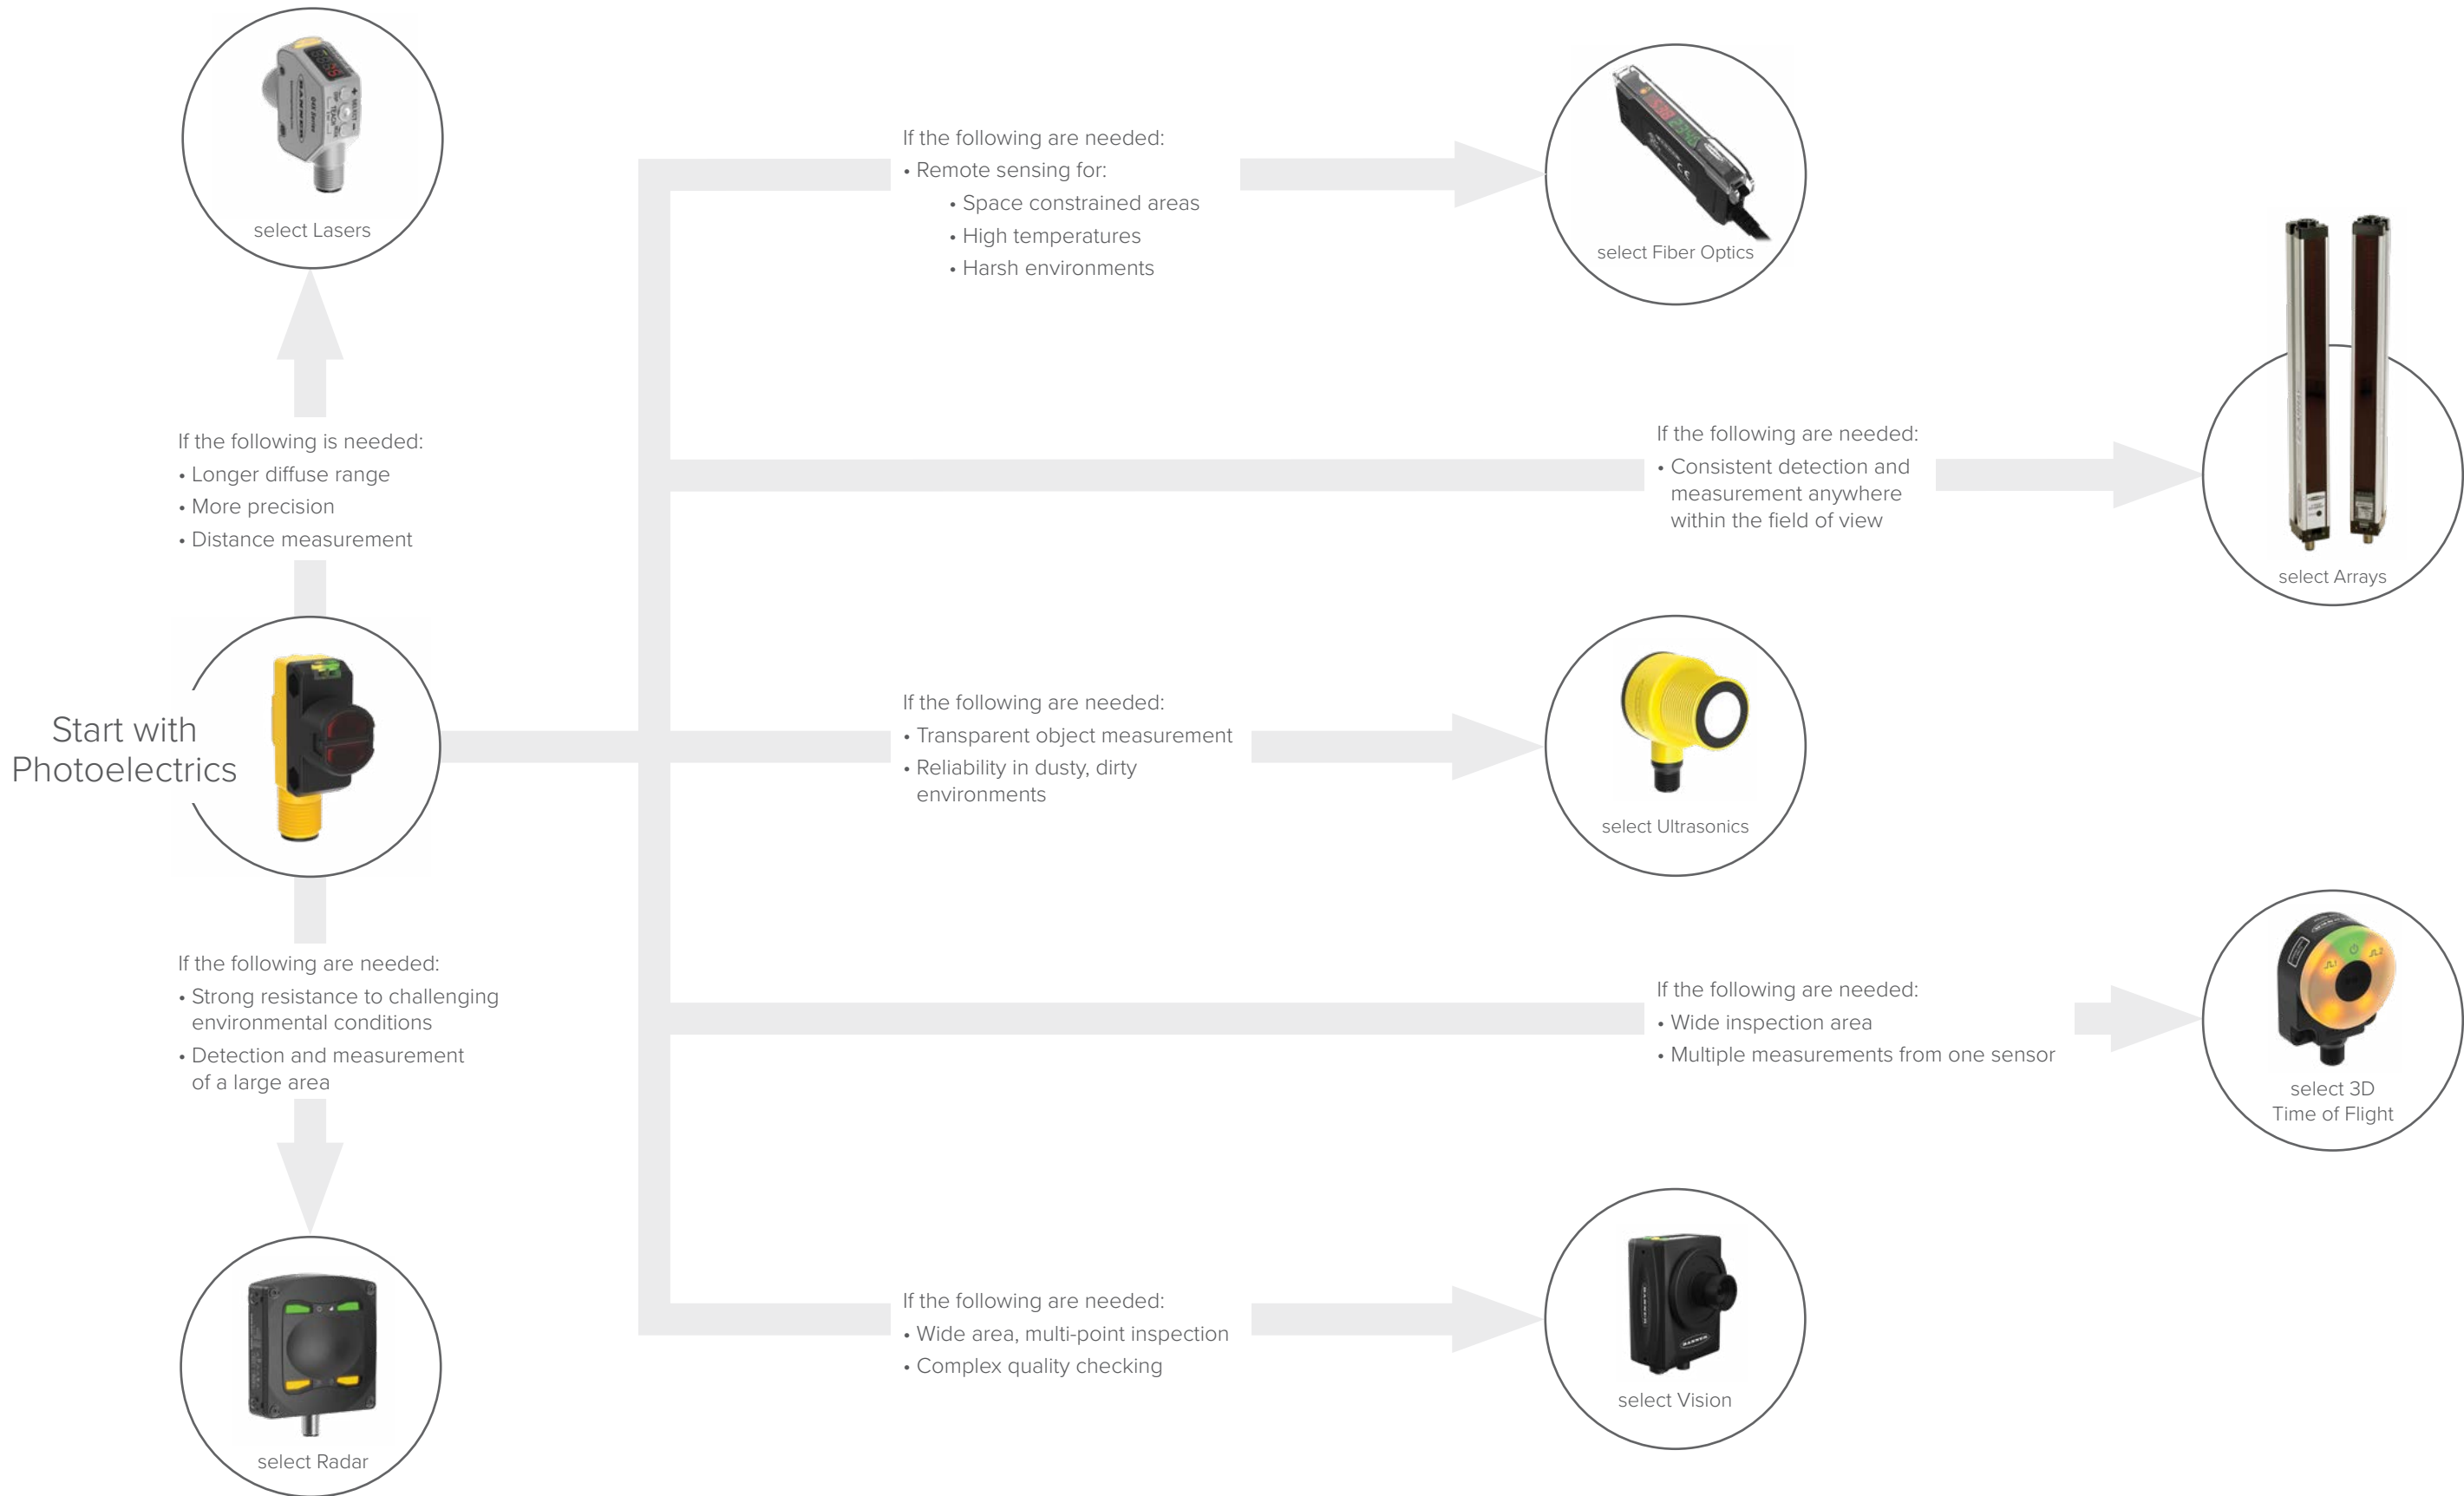 select Lasers
If the following is needed:
• Longer diffuse range
• More precision
• Distance measurement
Start with
Photoelectrics
If the following are needed:
• Strong resistance to challenging
environmental conditions
• Detection and measurement
of a large area
select Radar
If the following are needed:
• Remote sensing for:
• Space constrained areas
• High temperatures
• Harsh environments
select Fiber Optics
If the following are needed:
• Consistent detection and
measurement anywhere
within the field of view
select Arrays
If the following are needed:
• Transparent object measurement
• Reliability in dusty, dirty
environments
select Ultrasonics
If the following are needed:
• Wide inspection area
• Multiple measurements from one sensor
select 3D
Time of Flight
If the following are needed:
• Wide area, multi-point inspection
• Complex quality checking
BANNER
select Vision